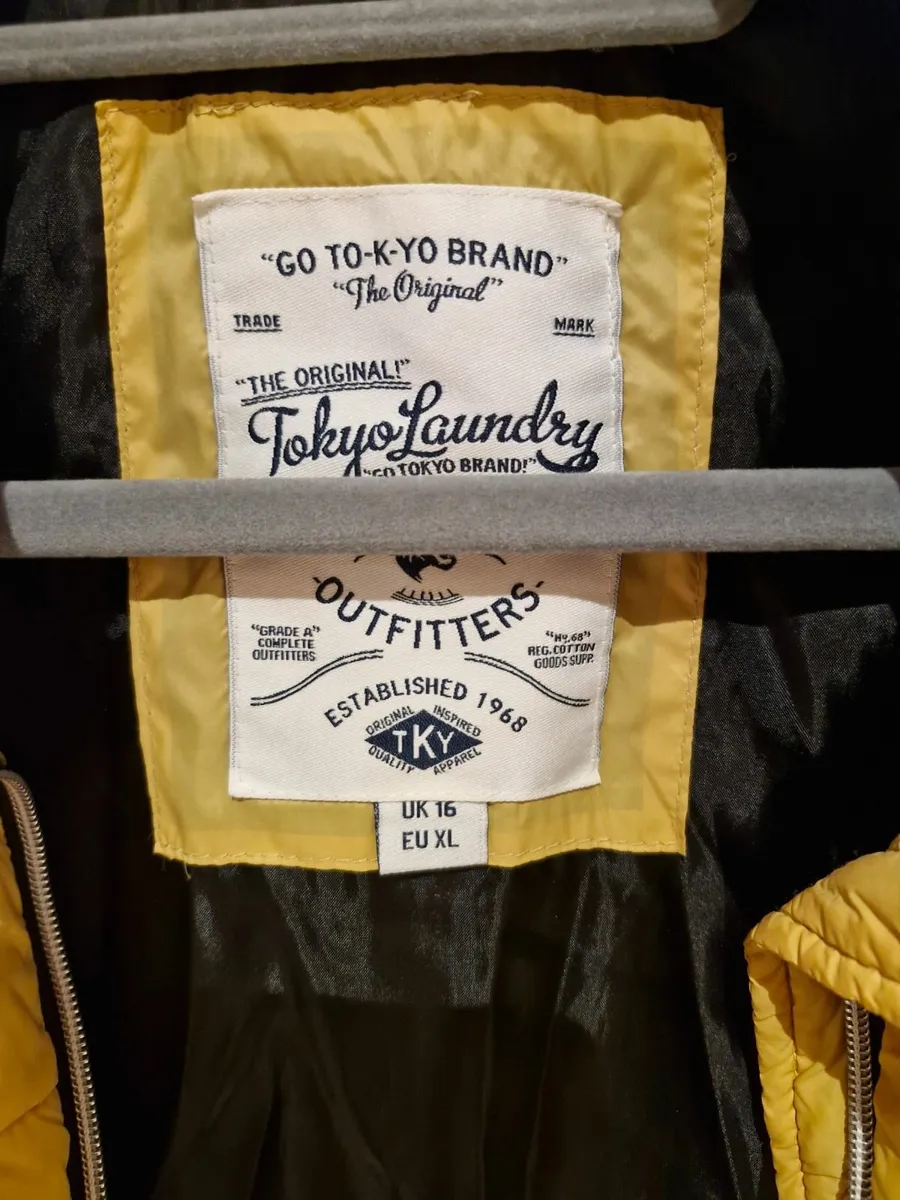 “GO TO-K-YO BRAND”
“The Original”
TRADE MARK
“THE ORIGINAL!”
Tokyo Laundry
“GO TOKYO BRAND!”
OUTFITTERS
“GRADE A”
COMPLETE
OUTFITTERS
“Nº.68”
REG. COTTON
GOODS SUPP.
ESTABLISHED 1968
ORIGINAL INSPIRED
TKY
QUALITY APPAREL
UK 16
EU XL